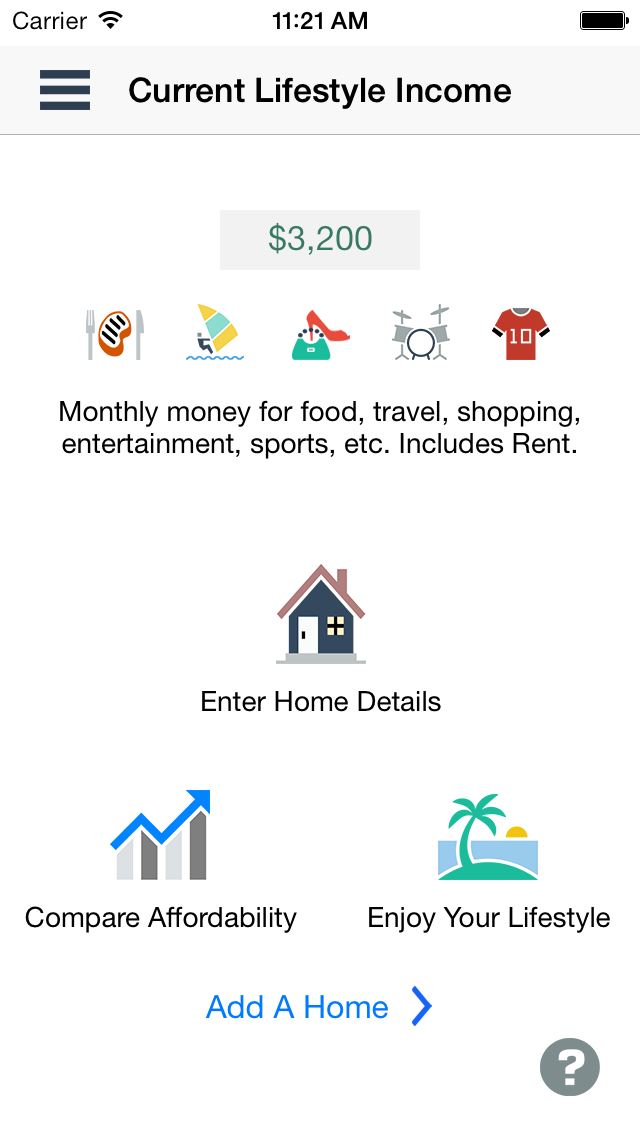 Carrier 11:21 AM
Current Lifestyle Income
$3,200
10
Monthly money for food, travel, shopping,
entertainment, sports, etc. Includes Rent.
Enter Home Details
Compare Affordability
Enjoy Your Lifestyle
Add A Home
?